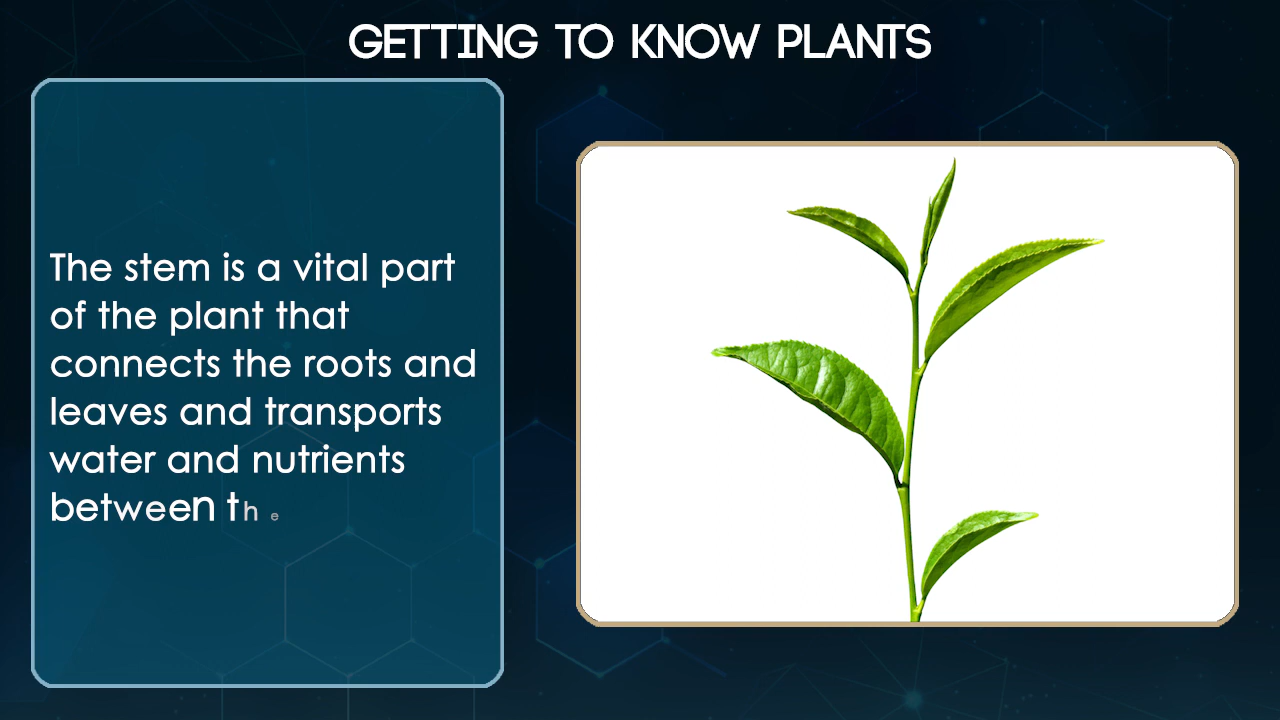 GETTING TO KNOW PLANTS
The stem is a vital part
of the plant that
connects the roots and
leaves and transports
water and nutrients
between the